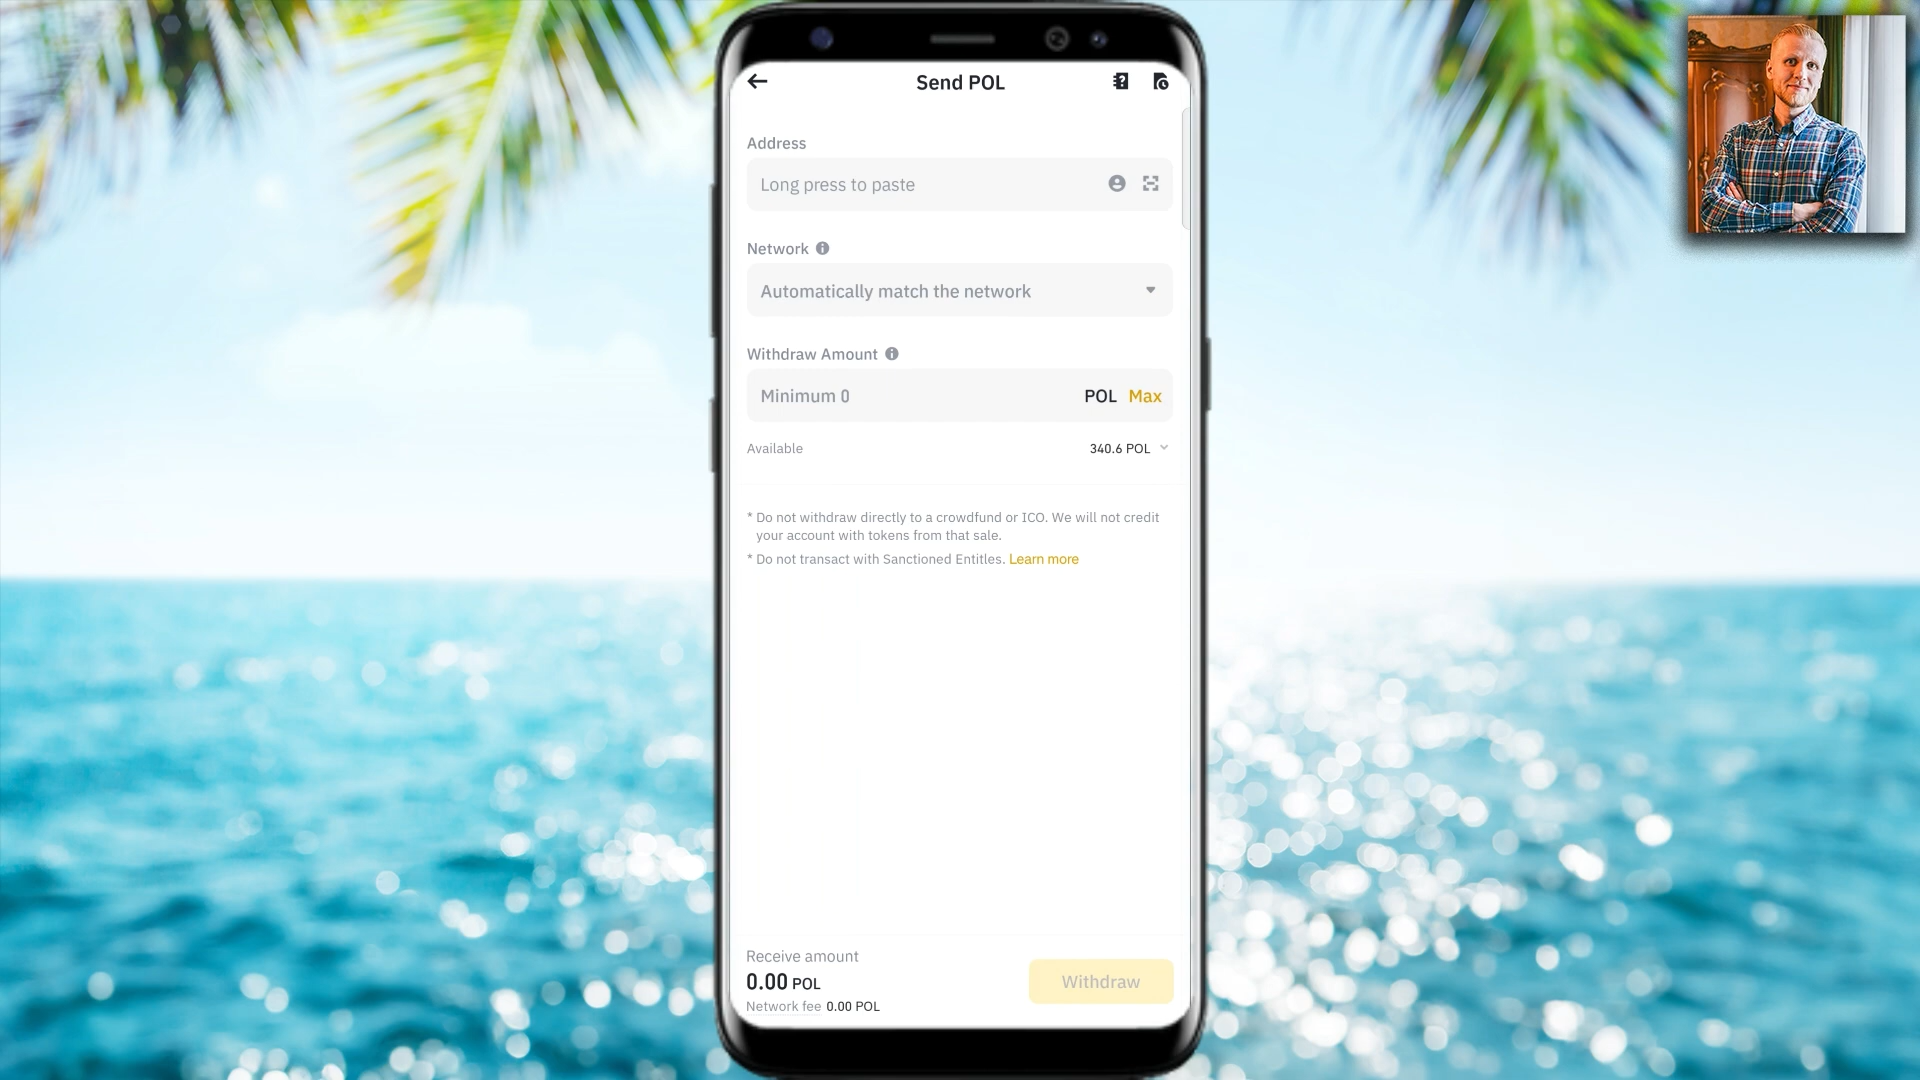 Send POL
Address
Long press to paste
Network
Automatically match the network
Withdraw Amount
Minimum 0 POL Max
Available 340.6 POL
* Do not withdraw directly to a crowdfund or ICO. We will not credit
your account with tokens from that sale.
* Do not transact with Sanctioned Entitles. Learn more
Receive amount
0.00 POL
Network fee 0.00 POL
Withdraw